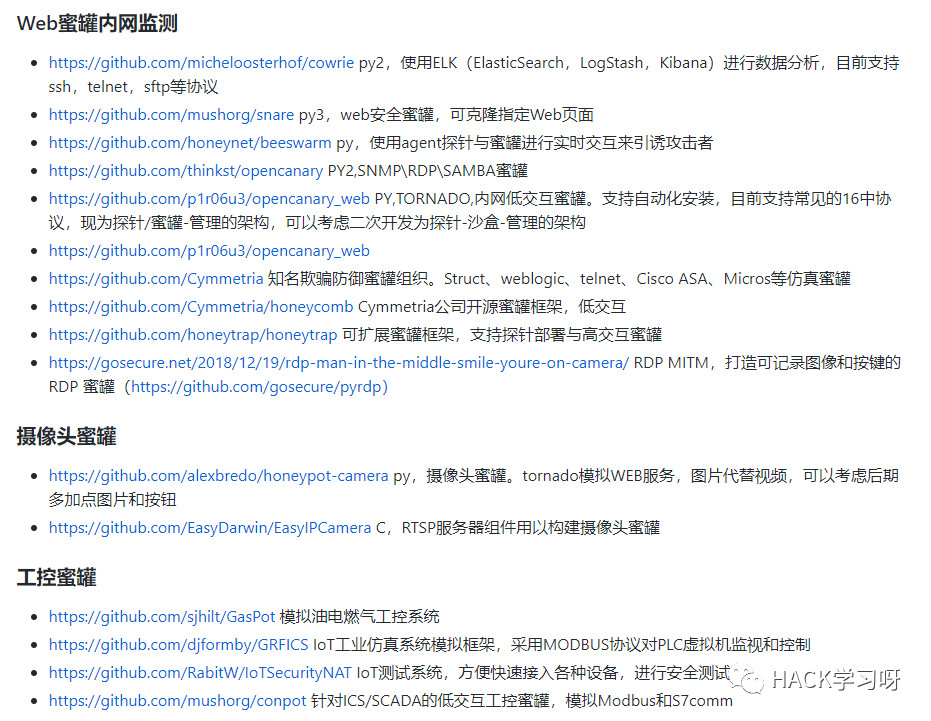 Web蜜罐内网监测
https://github.com/micheloosterhof/cowrie py2，使用ELK（ElasticSearch，LogStash，Kibana）进行数据分析，目前支持
ssh，telnet，sftp等协议
https://github.com/mushorg/snare py3，web安全蜜罐，可克隆指定Web页面
https://github.com/honeynet/beeswarm py，使用agent探针与蜜罐进行实时交互来引诱攻击者
https://github.com/thinkst/opencanary PY2,SNMP\RDP\SAMBA蜜罐
https://github.com/p1r06u3/opencanary_web PY,TORNADO,内网低交互蜜罐。支持自动化安装，目前支持常见的16中协
议，现为探针/蜜罐-管理的架构，可以考虑二次开发为探针-沙盒-管理的架构
https://github.com/p1r06u3/opencanary_web
https://github.com/Cymmetria 知名欺骗防御蜜罐组织。Struct、weblogic、telnet、Cisco ASA、Micros等仿真蜜罐
https://github.com/Cymmetria/honeycomb Cymmetria公司开源蜜罐框架，低交互
https://github.com/honeytrap/honeytrap 可扩展蜜罐框架，支持探针部署与高交互蜜罐
https://gosecure.net/2018/12/19/rdp-man-in-the-middle-smile-youre-on-camera/ RDP MITM，打造可记录图像和按键的
RDP 蜜罐（https://github.com/gosecure/pyrdp）
摄像头蜜罐
https://github.com/alexbredo/honeypot-camera py，摄像头蜜罐。tornado模拟WEB服务，图片代替视频，可以考虑后期
多加点图片和按钮
https://github.com/EasyDarwin/EasyIPCamera C，RTSP服务器组件用以构建摄像头蜜罐
工控蜜罐
https://github.com/sjhilt/GasPot 模拟油电燃气工控系统
https://github.com/djformby/GRFICS IoT工业仿真系统模拟框架，采用MODBUS协议对PLC虚拟机监视和控制
https://github.com/RabitW/IoTSecurityNAT IoT测试系统，方便快速接入各种设备，进行安全测试
HACK学习呀
https://github.com/mushorg/conpot 针对ICS/SCADA的低交互工控蜜罐，模拟Modbus和S7comm